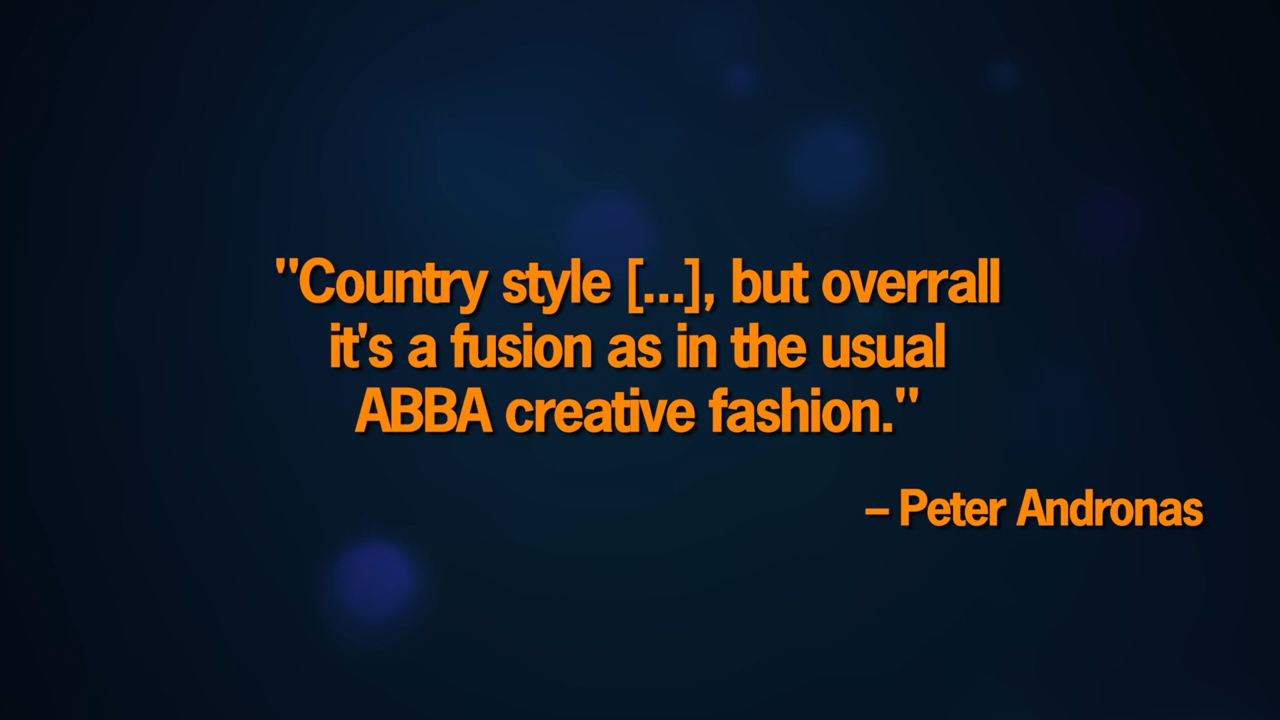 "Country style [...], but overrall
it's a fusion as in the usual
ABBA creative fashion."
– Peter Andronas